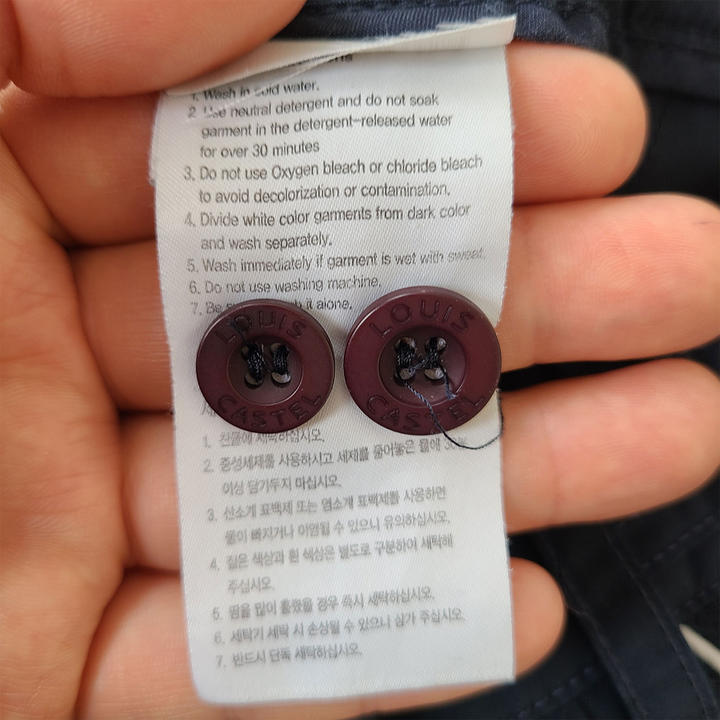 1. Wash in cold water.
2. Use neutral detergent and do not soak
garment in the detergent-released water
for over 30 minutes
3. Do not use Oxygen bleach or chloride bleach
to avoid decolorization or contamination.
4. Divide white color garments from dark color
and wash separately.
5. Wash immediately if garment is wet with sweat.
6. Do not use washing machine.
7. Be it alone.
LOUIS
CASTEL
LOUIS
CASTEL
1. 찬물에 세탁하십시오.
2. 중성세제를 사용하시고 세제를 풀어놓은 물에 30분
이상 담기두지 마십시오.
3. 산소계 표백제 또는 염소계 표백제를 사용하면
물이 빠지거나 이염될 수 있으니 유의하십시오.
4. 짙은 색상과 흰 색상은 별도로 구분하여 세탁해
주십시오.
5. 땀을 많이 흘렸을 경우 즉시 세탁하십시오.
6. 세탁기 세탁 시 손상될 수 있으니 삼가 주십시오.
7. 반드시 단독 세탁하십시오.